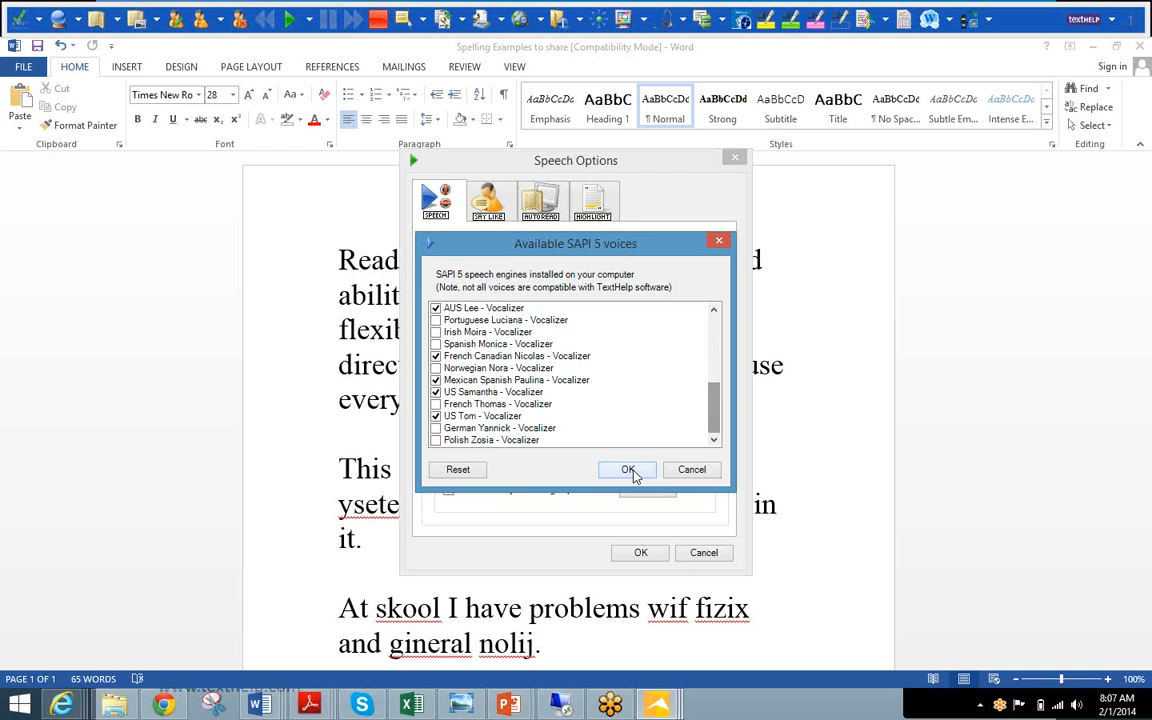 texthelp
Spelling Examples to share [Compatibility Mode] - Word
FILE HOME INSERT DESIGN PAGE LAYOUT REFERENCES MAILINGS REVIEW VIEW Sign in
Cut
Copy
Format Painter
Paste
Times New Ro 28
AaBbCcDc AaBbC AaBbCcDd AaBbCcDd AaBbCcDd AaBbC AaBbCcDd AaBbCcDd AaBbCcDd
Emphasis Heading 1 ¶ Normal Strong Subtitle Title ¶ No Spac... Subtle Em... Intense E...
Find
Replace
Select
Clipboard Font Paragraph Styles Editing
Speech Options
SPEECH SAY LIKE AUTOREAD HIGHLIGHT
Available SAPI 5 voices
SAPI 5 speech engines installed on your computer
(Note, not all voices are compatible with TextHelp software)
AUS Lee - Vocalizer
Portuguese Luciana - Vocalizer
Irish Moira - Vocalizer
Spanish Monica - Vocalizer
French Canadian Nicolas - Vocalizer
Norwegian Nora - Vocalizer
Mexican Spanish Paulina - Vocalizer
US Samantha - Vocalizer
French Thomas - Vocalizer
US Tom - Vocalizer
German Yannick - Vocalizer
Polish Zosia - Vocalizer
Reset OK Cancel
OK Cancel
Read
abilit
flexib
direc use
every
This
ysete in
it.
At skool I have problems wif fizix
and gineral nolij.
PAGE 1 OF 1 65 WORDS 100%
www.texthelp.com
8:07 AM
2/1/2014